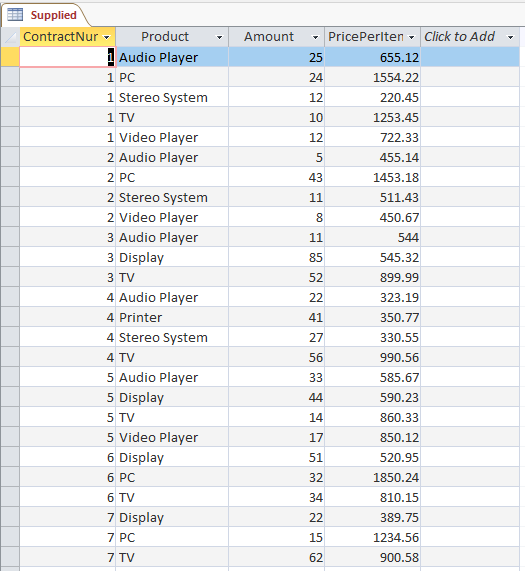 Supplied
ContractNur Product Amount PricePerItem Click to Add
1 Audio Player 25 655.12
1 PC 24 1554.22
1 Stereo System 12 220.45
1 TV 10 1253.45
1 Video Player 12 722.33
2 Audio Player 5 455.14
2 PC 43 1453.18
2 Stereo System 11 511.43
2 Video Player 8 450.67
3 Audio Player 11 544
3 Display 85 545.32
3 TV 52 899.99
4 Audio Player 22 323.19
4 Printer 41 350.77
4 Stereo System 27 330.55
4 TV 56 990.56
5 Audio Player 33 585.67
5 Display 44 590.23
5 TV 14 860.33
5 Video Player 17 850.12
6 Display 51 520.95
6 PC 32 1850.24
6 TV 34 810.15
7 Display 22 389.75
7 PC 15 1234.56
7 TV 62 900.58